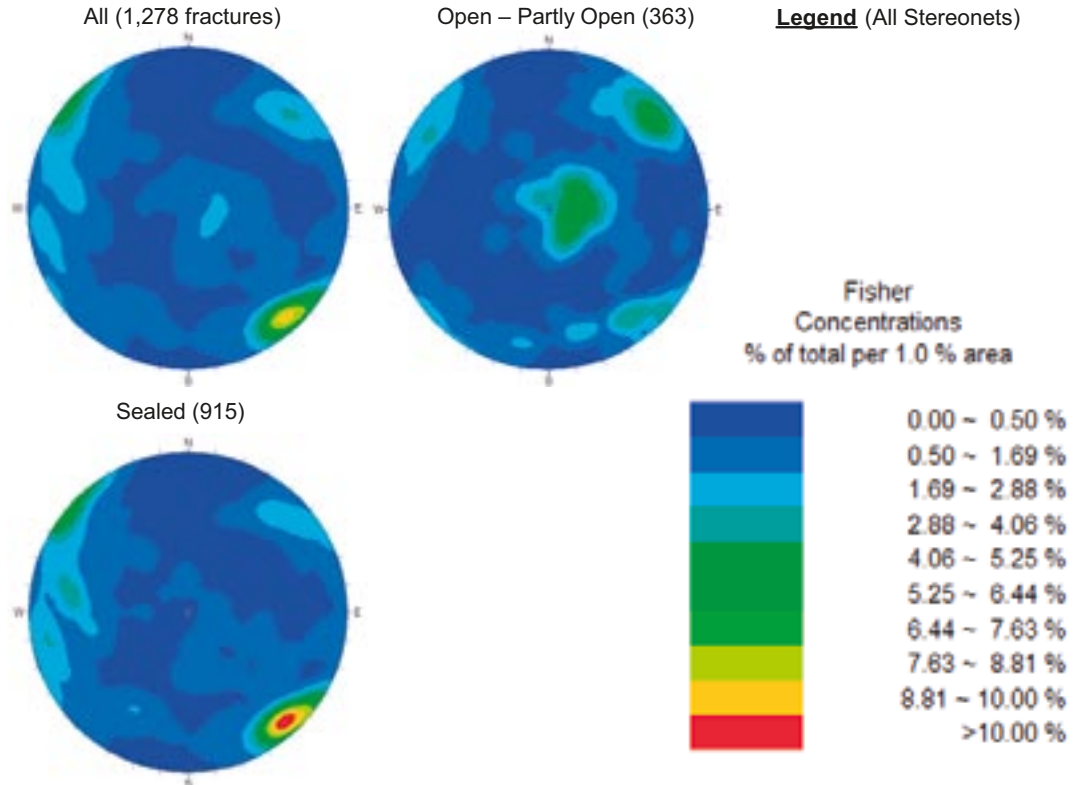 All (1,278 fractures)
Open – Partly Open (363)
Legend (All Stereonets)
N
W
E
S
N
W
E
S
Fisher
Concentrations
% of total per 1.0 % area
0.00 ~ 0.50 %
0.50 ~ 1.69 %
1.69 ~ 2.88 %
2.88 ~ 4.06 %
4.06 ~ 5.25 %
5.25 ~ 6.44 %
6.44 ~ 7.63 %
7.63 ~ 8.81 %
8.81 ~ 10.00 %
>10.00 %
Sealed (915)
N
W
E
S